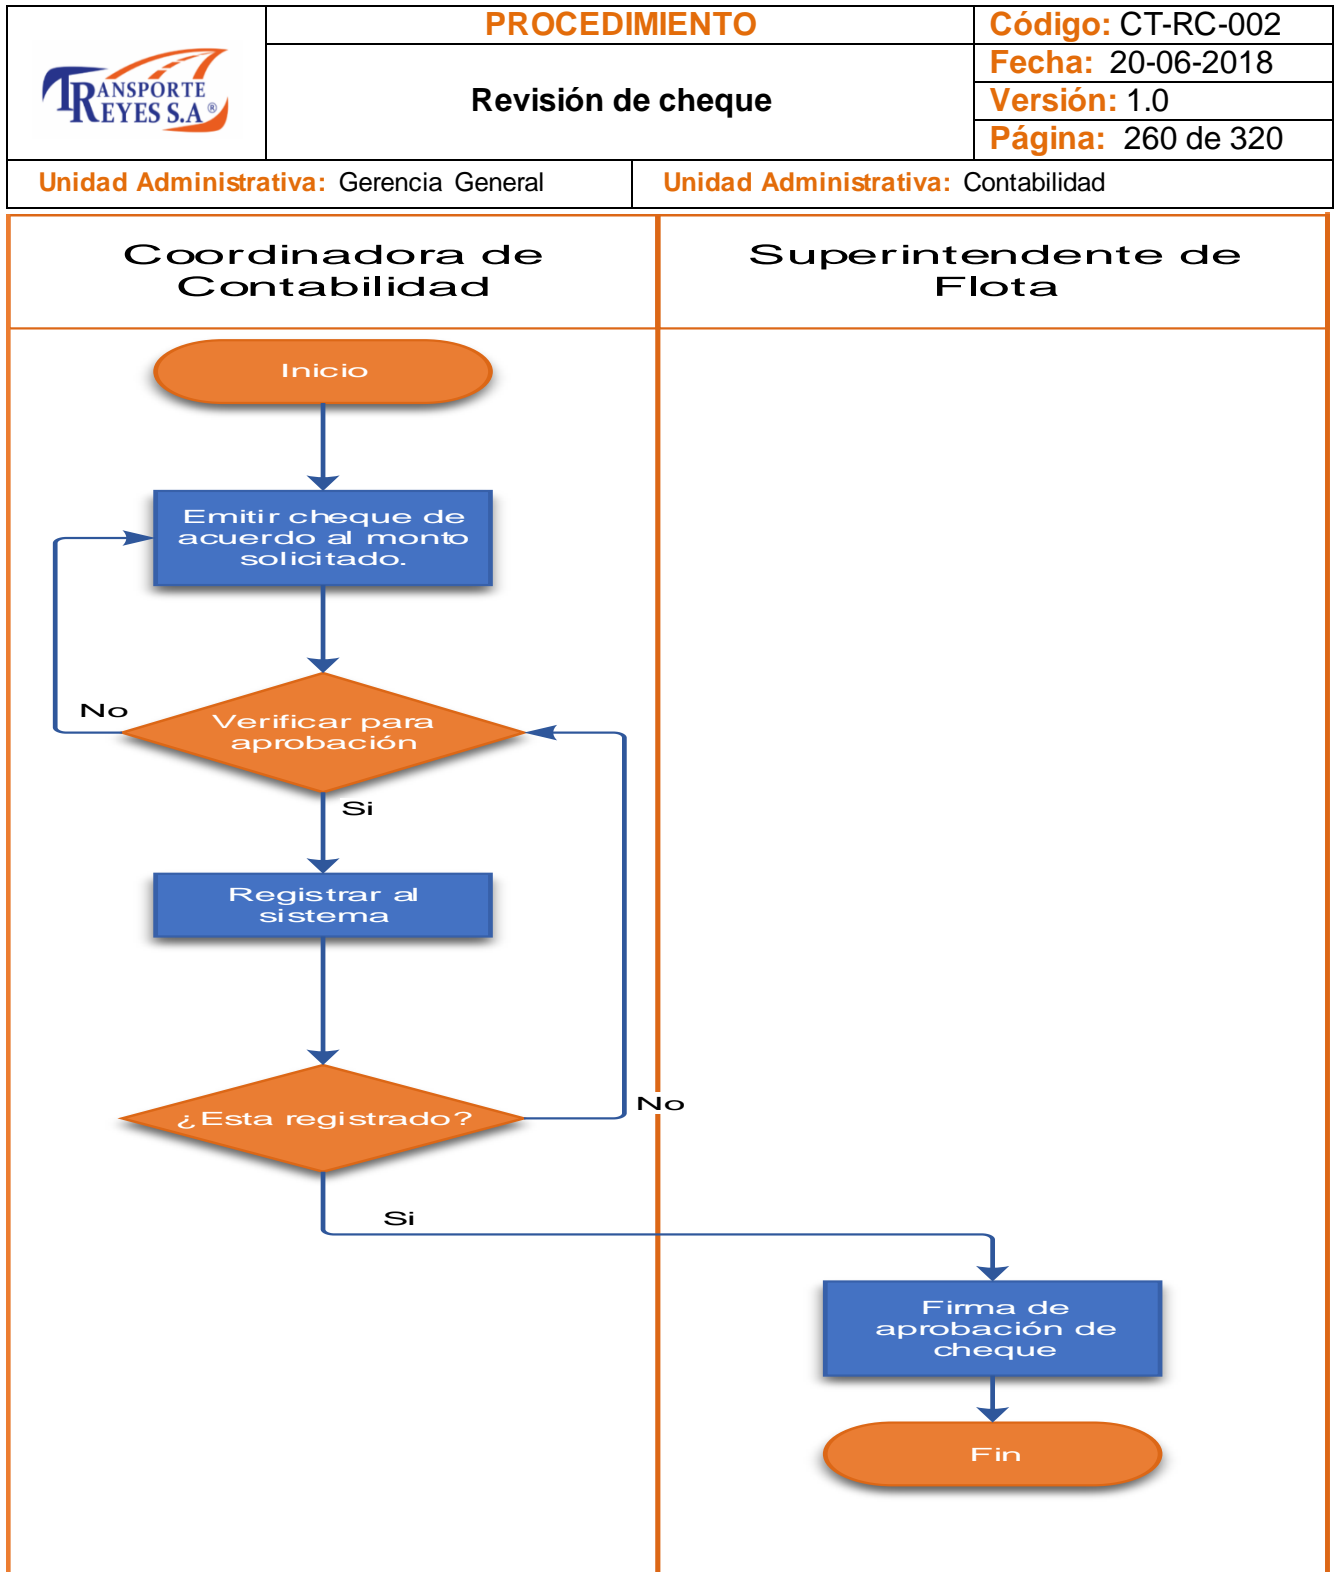 TRANSPORTE
REYES S.A®
PROCEDIMIENTO
Revisión de cheque
Código: CT-RC-002
Fecha: 20-06-2018
Versión: 1.0
Página: 260 de 320
Unidad Administrativa: Gerencia General
Unidad Administrativa: Contabilidad
Coordinadora de
Contabilidad
Superintendente de
Flota
Inicio
Emitir cheque de
acuerdo al monto
solicitado.
No
Verificar para
aprobación
Si
Registrar al
sistema
¿Esta registrado?
No
Si
Firma de
aprobación de
cheque
Fin